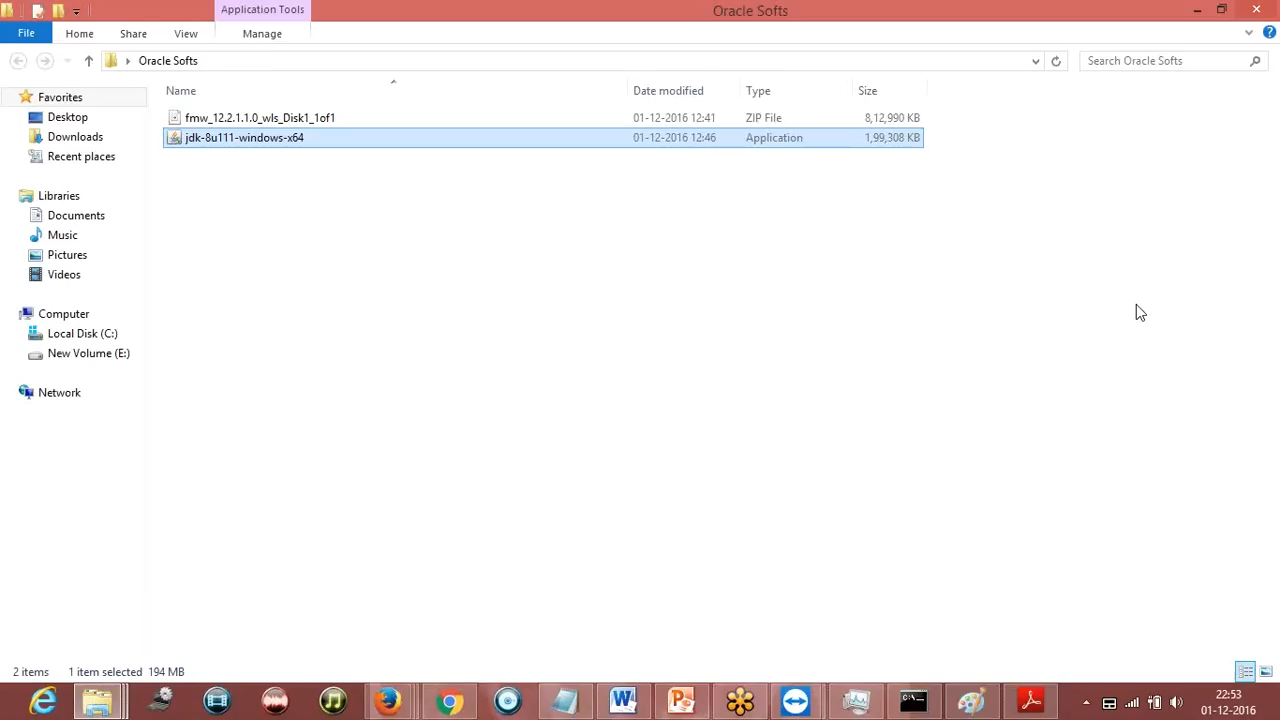 Application Tools
Oracle Softs
File
Home
Share
View
Manage
Oracle Softs
Search Oracle Softs
Name
Date modified
Type
Size
fmw_12.2.1.1.0_wls_Disk1_1of1
01-12-2016 12:41
ZIP File
8,12,990 KB
jdk-8u111-windows-x64
01-12-2016 12:46
Application
1,99,308 KB
Favorites
Desktop
Downloads
Recent places
Libraries
Documents
Music
Pictures
Videos
Computer
Local Disk (C:)
New Volume (E:)
Network
2 items
1 item selected 194 MB
22:53
01-12-2016